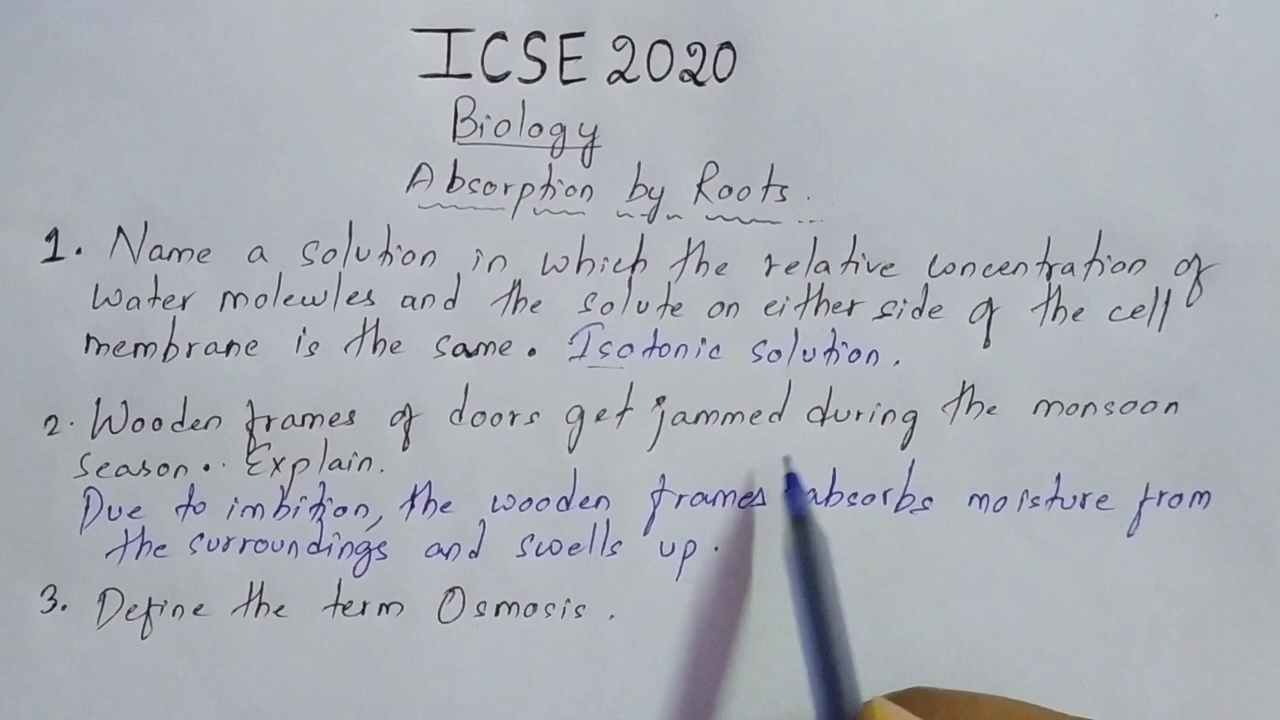 ICSE 2020
Biology
Absorption by Roots.
1. Name a solution in which the relative concentration of
water molecules and the solute on either side of the cell
membrane is the same. Isotonic solution.
2. Wooden frames of doors get jammed during the monsoon
season. Explain.
Due to imbition, the wooden frames absorbs moisture from
the surroundings and swells up.
3. Define the term Osmosis.